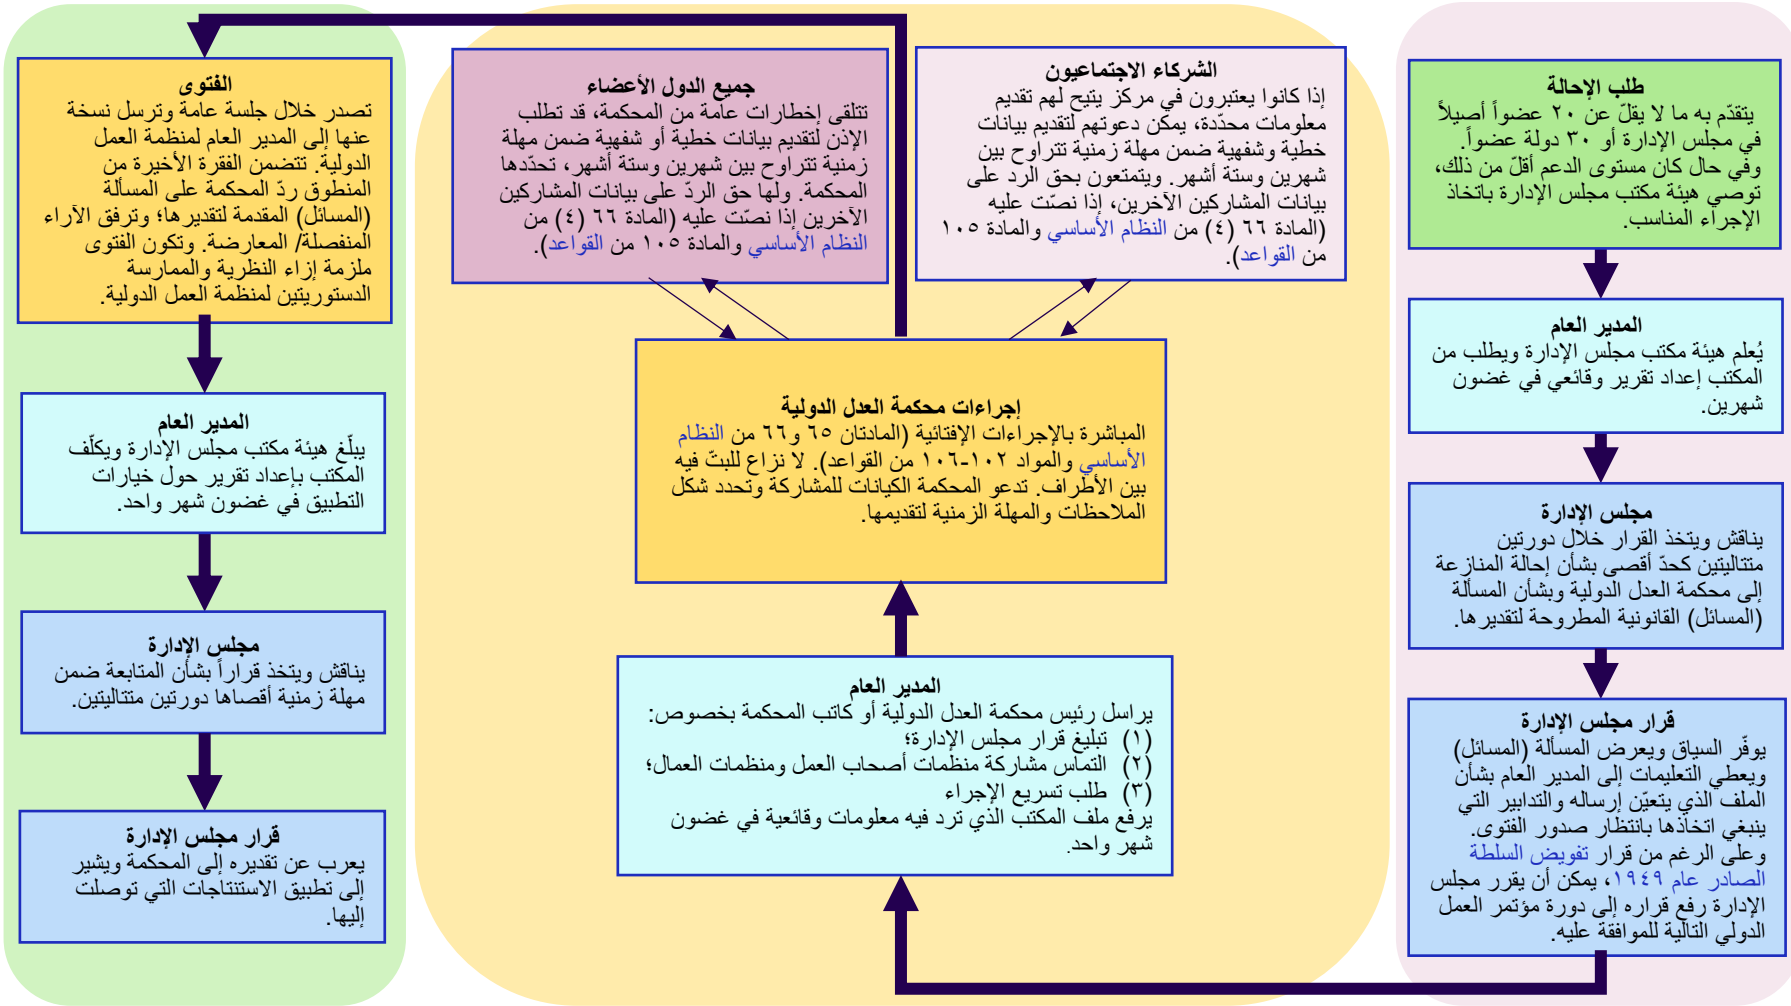 طلب الإحالة
يتقدّم به ما لا يقلّ عن ٢٠ عضواً أصيلاً
في مجلس الإدارة أو ٣٠ دولة عضواً.
وفي حال كان مستوى الدعم أقلّ من ذلك،
توصي هيئة مكتب مجلس الإدارة باتخاذ
الإجراء المناسب.
المدير العام
يُعلم هيئة مكتب مجلس الإدارة ويطلب من
المكتب إعداد تقرير وقائعي في غضون
شهرين.
مجلس الإدارة
يناقش ويتخذ القرار خلال دورتين
متتاليتين كحدّ أقصى بشأن إحالة المنازعة
إلى محكمة العدل الدولية وبشأن المسألة
(المسائل) القانونية المطروحة لتقديرها.
قرار مجلس الإدارة
يوفّر السياق ويعرض المسألة (المسائل)
ويعطي التعليمات إلى المدير العام بشأن
الملف الذي يتعيّن إرساله والتدابير التي
ينبغي اتخاذها بانتظار صدور الفتوى.
وعلى الرغم من قرار تفويض السلطة
الصادر عام ١٩٤٩، يمكن أن يقرر مجلس
الإدارة رفع قراره إلى دورة مؤتمر العمل
الدولي التالية للموافقة عليه.
الشركاء الاجتماعيون
إذا كانوا يعتبرون في مركز يتيح لهم تقديم
معلومات محدّدة، يمكن دعوتهم لتقديم بيانات
خطية وشفهية ضمن مهلة زمنية تتراوح بين
شهرين وستة أشهر. ويتمتعون بحق الرد على
بيانات المشاركين الآخرين، إذا نصّت عليه
(المادة ٦٦ (٤) من النظام الأساسي والمادة ١٠٥
من القواعد).
جميع الدول الأعضاء
تتلقى إخطارات عامة من المحكمة، قد تطلب
الإذن لتقديم بيانات خطية أو شفهية ضمن مهلة
زمنية تتراوح بين شهرين وستة أشهر، تحدّدها
المحكمة. ولها حق الردّ على بيانات المشاركين
الآخرين إذا نصّت عليه (المادة ٦٦ (٤) من
النظام الأساسي والمادة ١٠٥ من القواعد).
إجراءات محكمة العدل الدولية
المباشرة بالإجراءات الإفتائية (المادتان ٦٥ و٦٦ من النظام
الأساسي والمواد ١٠٢-١٠٦ من القواعد). لا نزاع للبتّ فيه
بين الأطراف. تدعو المحكمة الكيانات للمشاركة وتحدد شكل
الملاحظات والمهلة الزمنية لتقديمها.
المدير العام
يراسل رئيس محكمة العدل الدولية أو كاتب المحكمة بخصوص:
(١) تبليغ قرار مجلس الإدارة؛
(٢) التماس مشاركة منظمات أصحاب العمل ومنظمات العمال؛
(٣) طلب تسريع الإجراء
يرفع ملف المكتب الذي ترد فيه معلومات وقائعية في غضون
شهر واحد.
الفتوى
تصدر خلال جلسة عامة وترسل نسخة
عنها إلى المدير العام لمنظمة العمل
الدولية. تتضمن الفقرة الأخيرة من
المنطوق ردّ المحكمة على المسألة
(المسائل) المقدمة لتقديرها؛ وترفق الآراء
المنفصلة/ المعارضة. وتكون الفتوى
ملزمة إزاء النظرية والممارسة
الدستوريتين لمنظمة العمل الدولية.
المدير العام
يبلّغ هيئة مكتب مجلس الإدارة ويكلّف
المكتب بإعداد تقرير حول خيارات
التطبيق في غضون شهر واحد.
مجلس الإدارة
يناقش ويتخذ قراراً بشأن المتابعة ضمن
مهلة زمنية أقصاها دورتين متتاليتين.
قرار مجلس الإدارة
يعرب عن تقديره إلى المحكمة ويشير
إلى تطبيق الاستنتاجات التي توصلت
إليها.